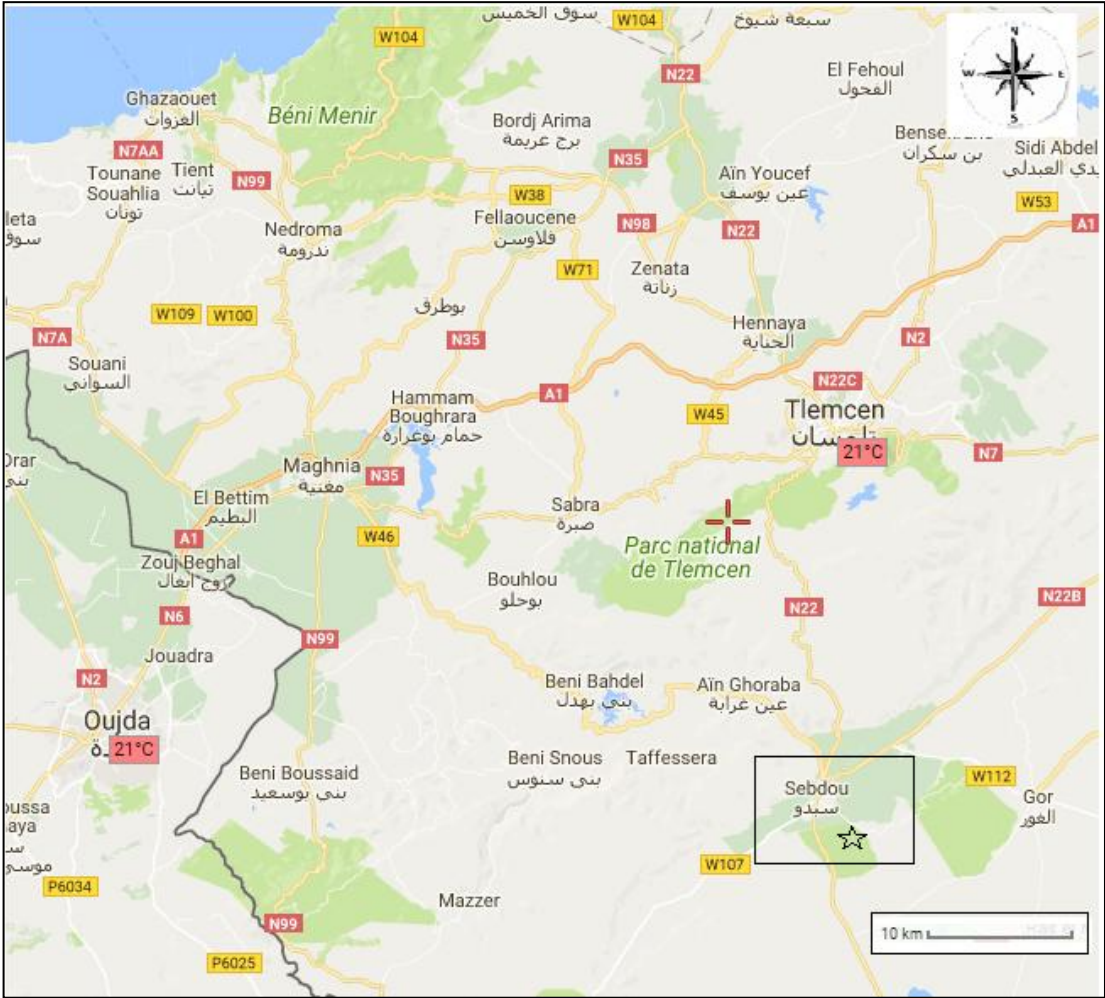 سوق الخميس
W104
سبعة شيوخ
W104
N
W E
S
N22
El Fehoul
الفحول
Ghazaouet
الغزوات
Béni Menir
Bordj Arima
برج عريمة
N7AA
Tient
تيانت
N35
Aïn Youcef
عين يوسف
بن سكران
Sidi Abdel
Tounane
Souahlia
تونان
N99
W38
W53
Nedroma
ندرومة
Fellaoucene
فلاوسن
N98
N22
A1
W71
Zenata
زناتة
بوطرق
W109
W100
N7A
N35
Hennaya
الحناية
N2
Souani
السواني
Hammam
Boughrara
حمام بوغرارة
A1
N22C
W45
Tlemcen
تلمسان
21°C
N7
Maghnia
مغنية
N35
El Bettim
البطيم
Sabra
صبرة
A1
W46
Zouj Beghal
زوج أبغال
Parc national
de Tlemcen
Bouhlou
بوحلو
N22
N22B
N6
N99
Jouadra
N2
Beni Bahdel
بني بهدل
Aïn Ghoraba
عين غرابة
Oujda
21°C
Beni Snous
بني سنوس
Taffessera
Beni Boussaid
بني بوسعيد
Sebdou
سبدو
W112
Gor
القور
W107
P6034
Mazzer
N99
10 km
P6025